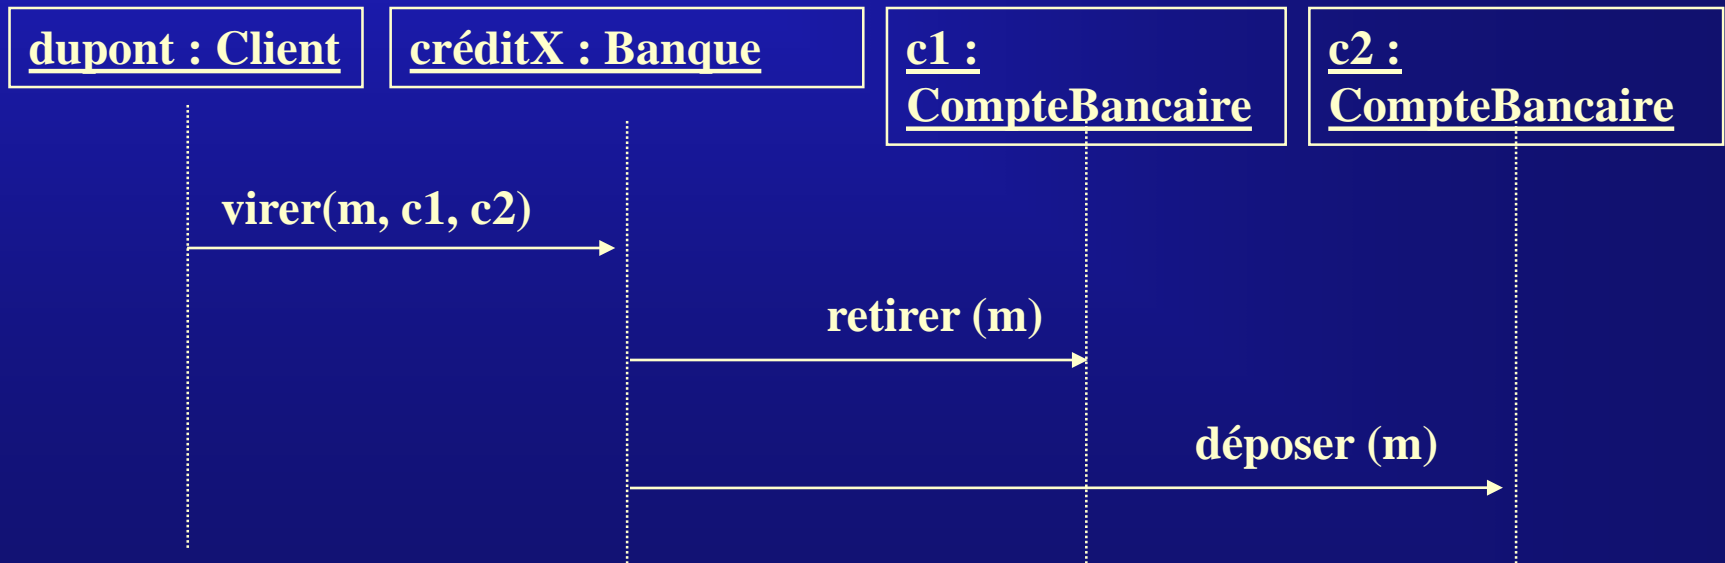 dupont : Client
créditX : Banque
c1 :
CompteBancaire
c2 :
CompteBancaire
virer(m, c1, c2)
retirer (m)
déposer (m)